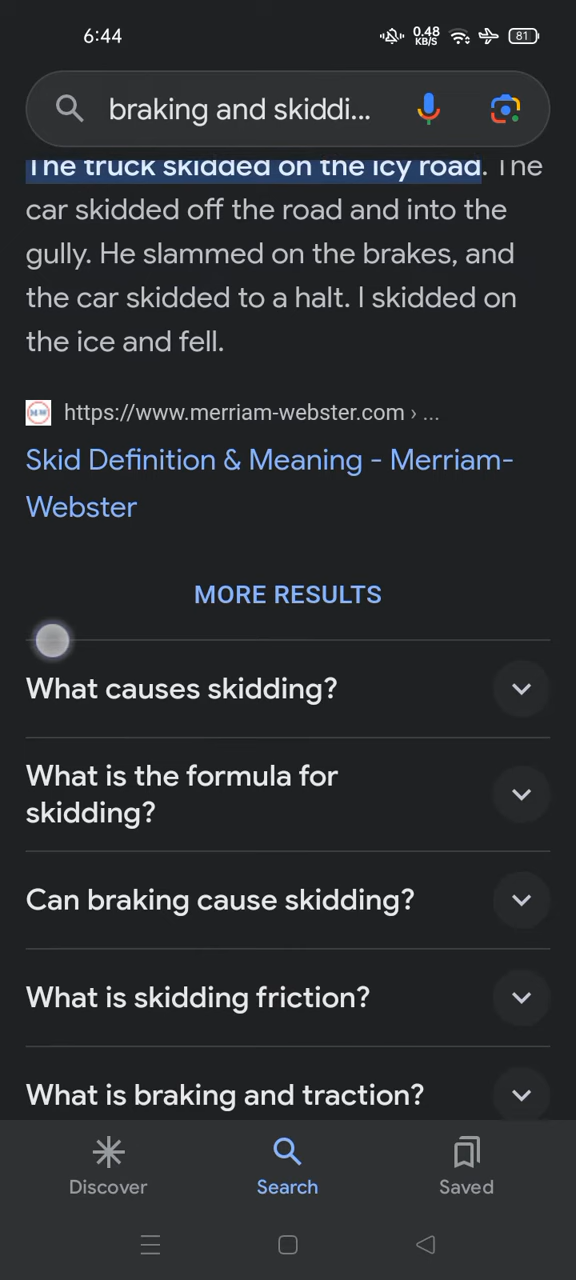 6:44
0.48
KB/S
81
braking and skiddi...
The truck skidded on the icy road. The
car skidded off the road and into the
gully. He slammed on the brakes, and
the car skidded to a halt. I skidded on
the ice and fell.
https://www.merriam-webster.com › ...
Skid Definition & Meaning - Merriam-
Webster
MORE RESULTS
What causes skidding?
What is the formula for
skidding?
Can braking cause skidding?
What is skidding friction?
What is braking and traction?
Discover
Search
Saved